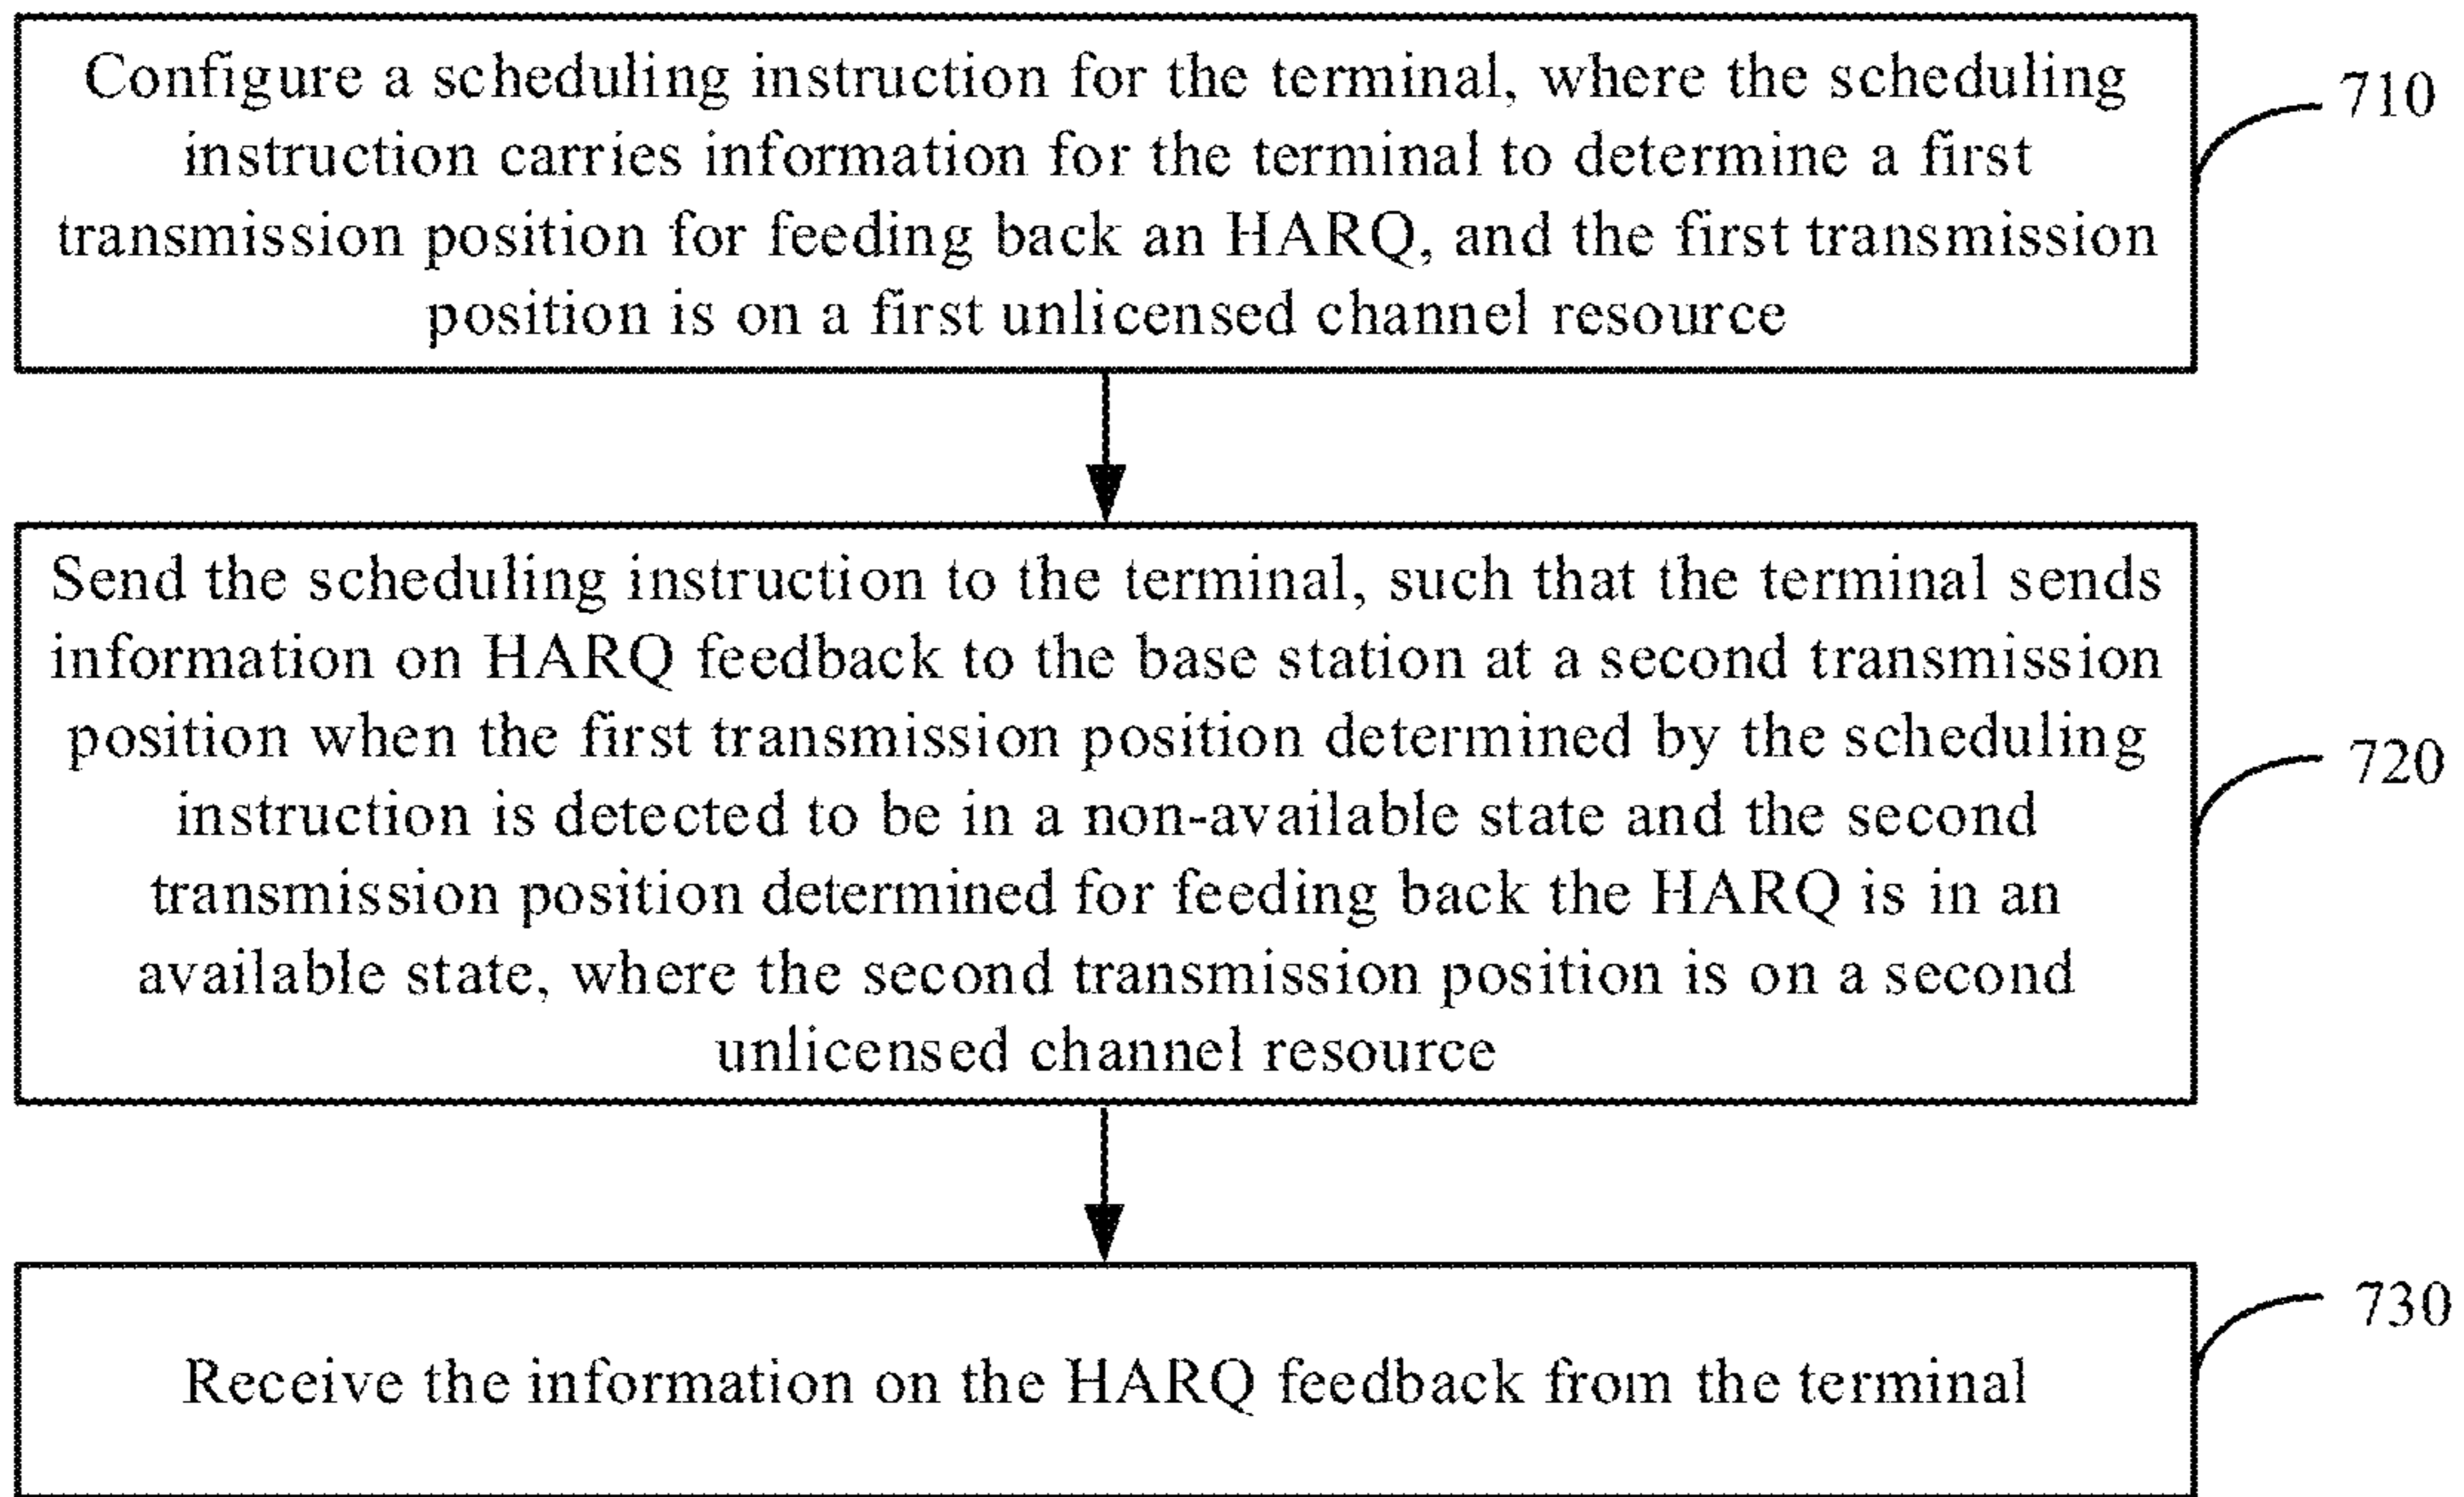 Configure a scheduling instruction for the terminal, where the scheduling
instruction carries information for the terminal to determine a first
transmission position for feeding back an HARQ, and the first transmission
position is on a first unlicensed channel resource
710
Send the scheduling instruction to the terminal, such that the terminal sends
information on HARQ feedback to the base station at a second transmission
position when the first transmission position determined by the scheduling
instruction is detected to be in a non-available state and the second
transmission position determined for feeding back the HARQ is in an
available state, where the second transmission position is on a second
unlicensed channel resource
720
Receive the information on the HARQ feedback from the terminal
730